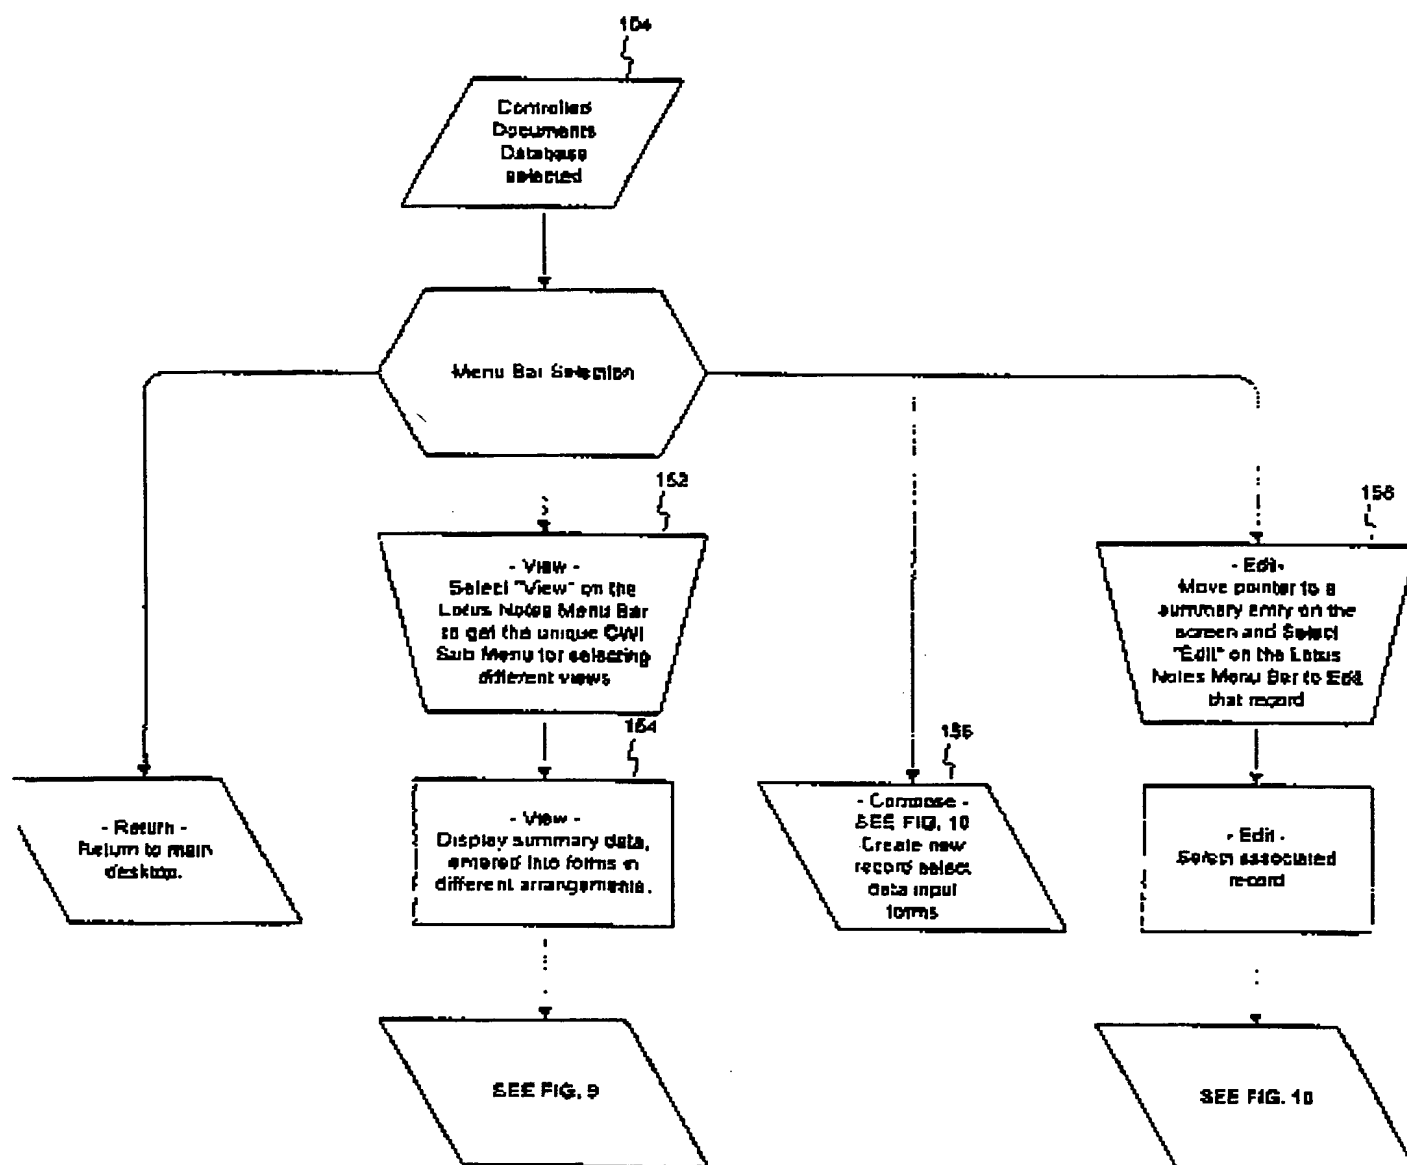 104
Controlled
Documents
Database
selected
Menu Bar Selection
152
- View -
Select "View" on the
Lotus Notes Menu Bar
to get the unique CWI
Sub Menu for selecting
different views
158
- Edit -
Move pointer to a
summary entry on the
screen and Select
"Edit" on the Lotus
Notes Menu Bar to Edit
that record
- Return -
Return to main
desktop.
154
- View -
Display summary data,
entered into forms in
different arrangements.
156
- Compose -
SEE FIG. 10
Create new
record select
data input
forms
- Edit -
Select associated
record
SEE FIG. 9
SEE FIG. 10